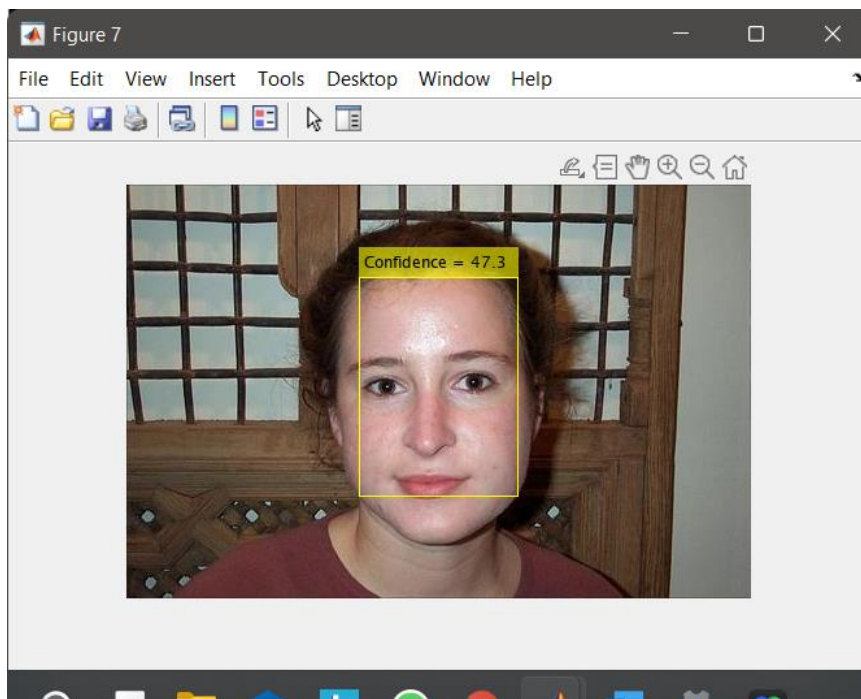 Figure 7
File Edit View Insert Tools Desktop Window Help
Confidence = 47.3